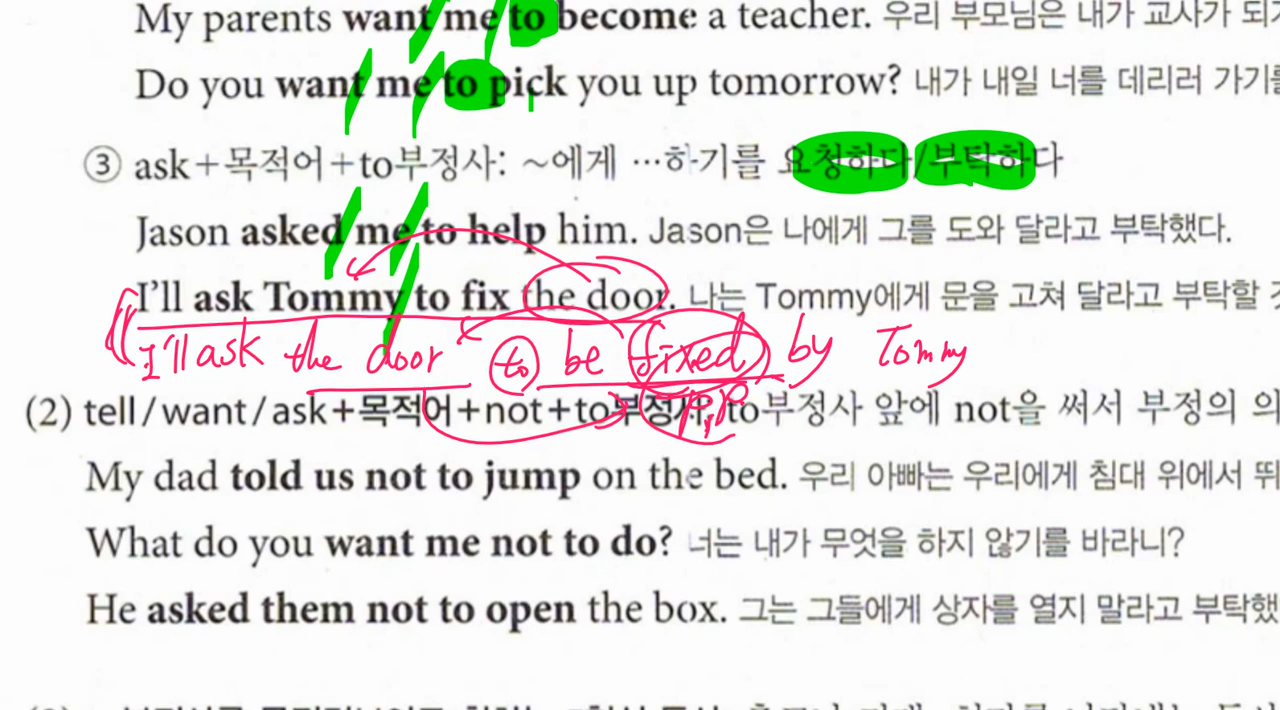 My parents want me to become a teacher. 우리 부모님은 내가 교사가 되기
Do you want me to pick you up tomorrow? 내가 내일 너를 데리러 가기를
③ ask+목적어+to부정사: ~에게 …하기를 요청하다/부탁하다
Jason asked me to help him. Jason은 나에게 그를 도와 달라고 부탁했다.
I'll ask Tommy to fix the door. 나는 Tommy에게 문을 고쳐 달라고 부탁할
I'll ask the door to be fixed by Tommy
P.P
(2) tell/want/ask+목적어+not+to부정사: to부정사 앞에 not을 써서 부정의 의
My dad told us not to jump on the bed. 우리 아빠는 우리에게 침대 위에서 뛰
What do you want me not to do? 너는 내가 무엇을 하지 않기를 바라니?
He asked them not to open the box. 그는 그들에게 상자를 열지 말라고 부탁했